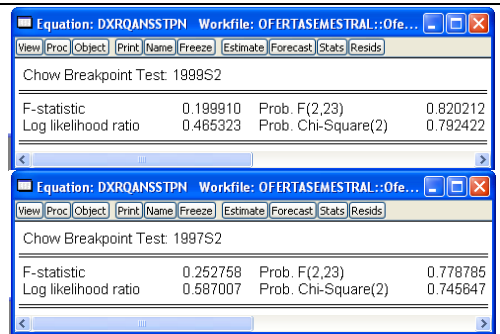 Equation: DXRQANSSTPN Workfile: OFERTASEMESTRAL::Ofe...
View Proc Object Print Name Freeze Estimate Forecast Stats Resids
Chow Breakpoint Test: 1999S2
F-statistic 0.199910 Prob. F(2,23) 0.820212
Log likelihood ratio 0.465323 Prob. Chi-Square(2) 0.792422
Equation: DXRQANSSTPN Workfile: OFERTASEMESTRAL::Ofe...
View Proc Object Print Name Freeze Estimate Forecast Stats Resids
Chow Breakpoint Test: 1997S2
F-statistic 0.252758 Prob. F(2,23) 0.778785
Log likelihood ratio 0.587007 Prob. Chi-Square(2) 0.745647